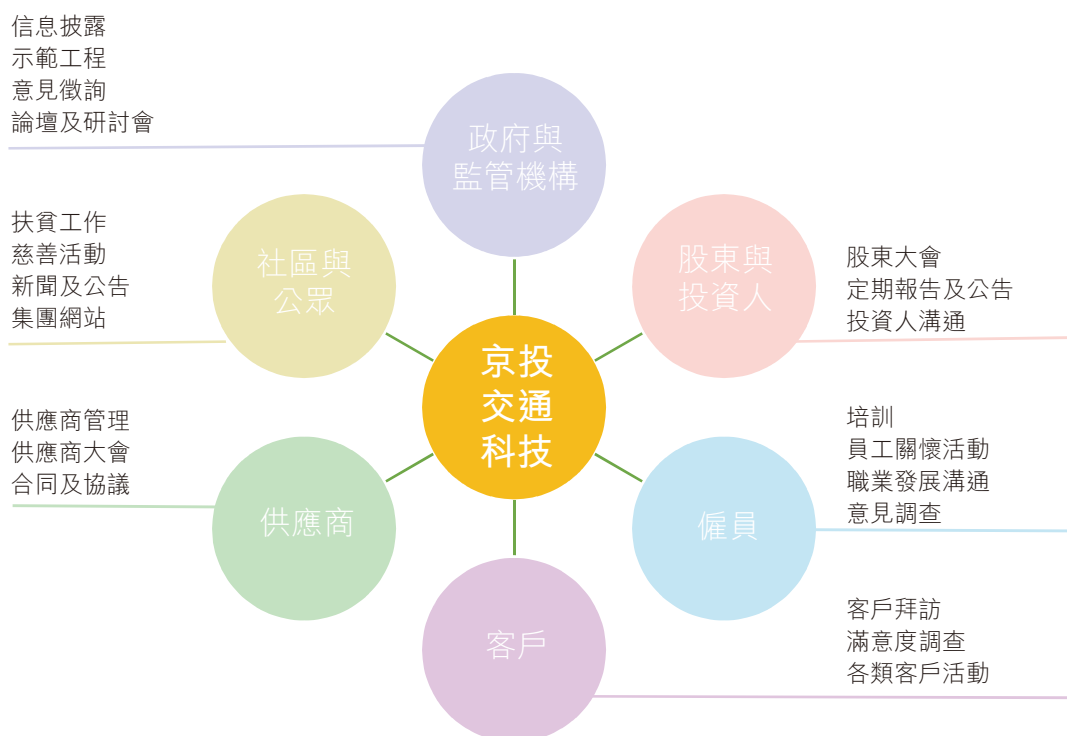 信息披露
示範工程
意見徵詢
論壇及研討會
政府與
監管機構
扶貧工作
慈善活動
新聞及公告
集團網站
社區與
公眾
股東與
投資人
股東大會
定期報告及公告
投資人溝通
京投
交通
科技
供應商管理
供應商大會
合同及協議
供應商
僱員
培訓
員工關懷活動
職業發展溝通
意見調查
客戶
客戶拜訪
滿意度調查
各類客戶活動